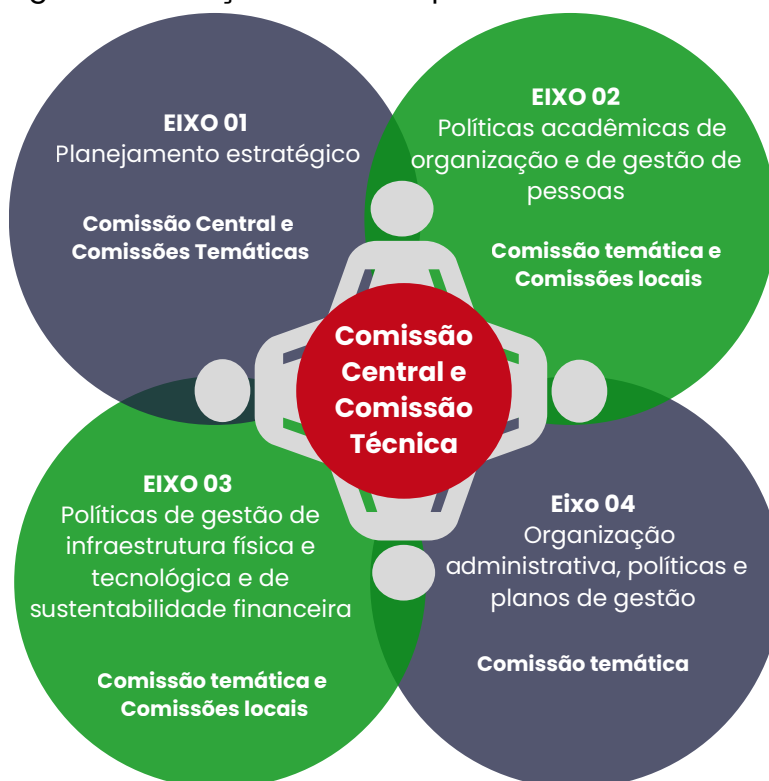 EIXO 01
Planejamento estratégico
Comissão Central e
Comissões Temáticas
EIXO 02
Políticas acadêmicas de
organização e de gestão de
pessoas
Comissão temática e
Comissões locais
Comissão
Central e
Comissão
Técnica
EIXO 03
Políticas de gestão de
infraestrutura física e
tecnológica e de
sustentabilidade financeira
Comissão temática e
Comissões locais
Eixo 04
Organização
administrativa, políticas e
planos de gestão
Comissão temática